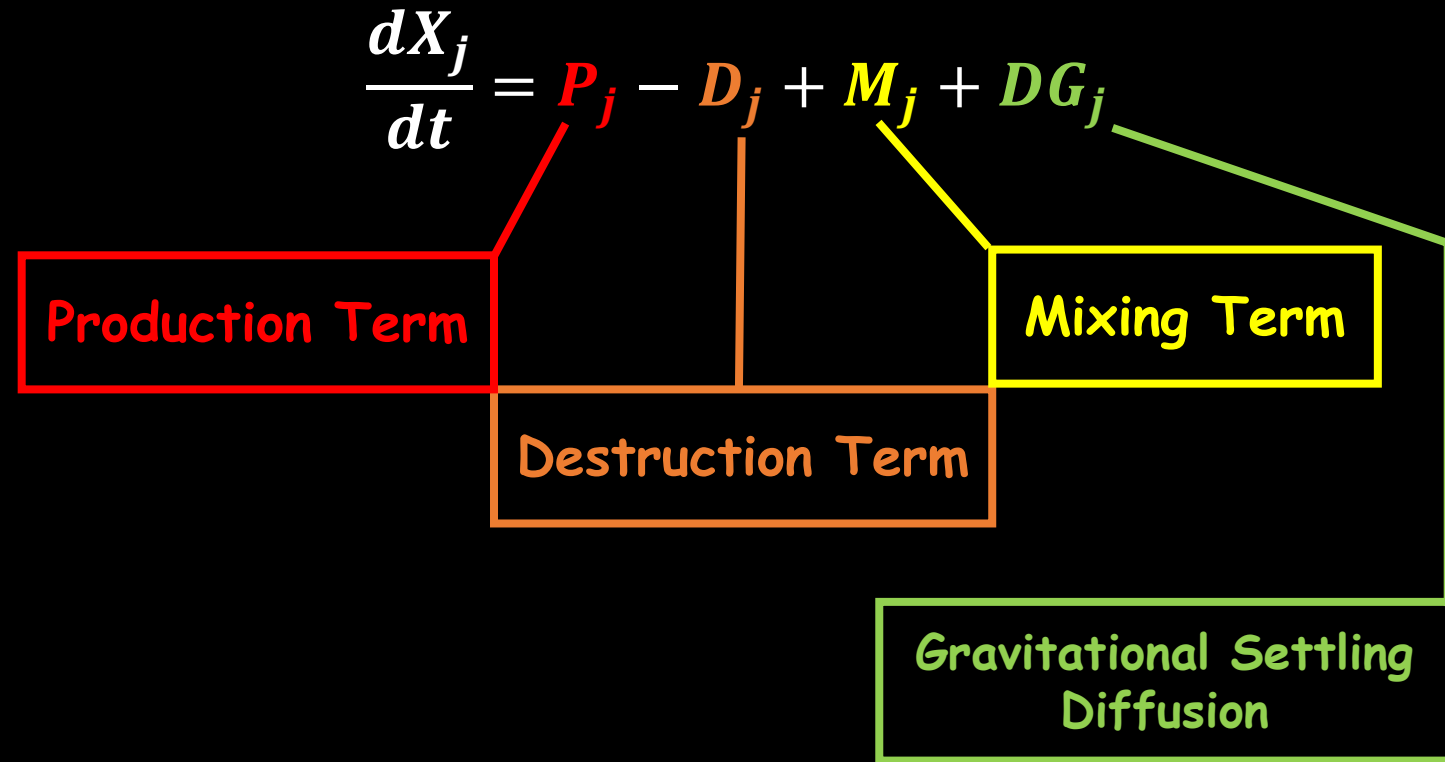 dX_j/dt = P_j − D_j + M_j + DG_j
Production Term
Mixing Term
Destruction Term
Gravitational Settling
Diffusion